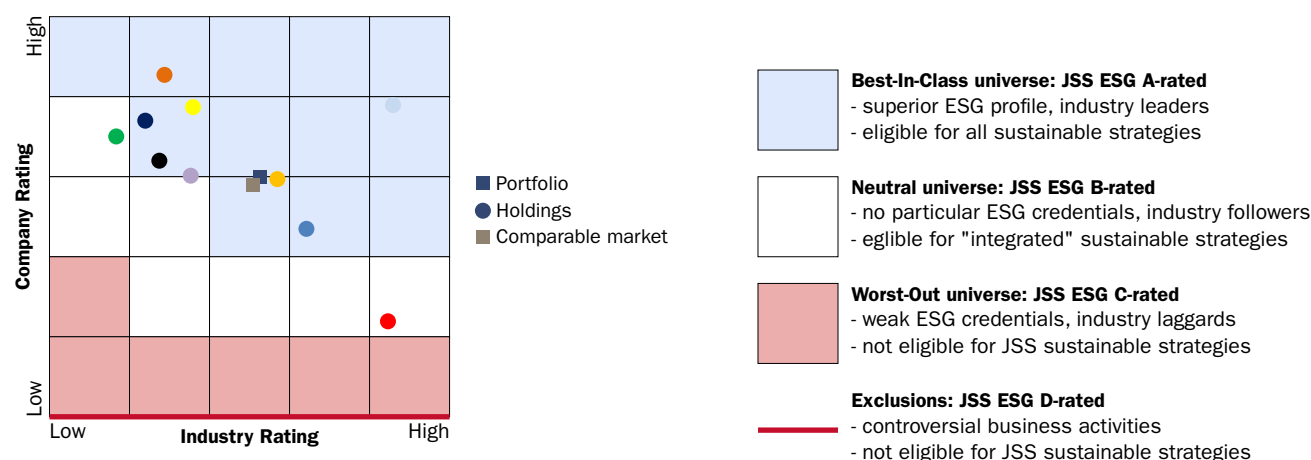 High
Company Rating
Low
Low
Industry Rating
High
Portfolio
Holdings
Comparable market
Best-In-Class universe: JSS ESG A-rated
- superior ESG profile, industry leaders
- eligible for all sustainable strategies
Neutral universe: JSS ESG B-rated
- no particular ESG credentials, industry followers
- eglible for "integrated" sustainable strategies
Worst-Out universe: JSS ESG C-rated
- weak ESG credentials, industry laggards
- not eligible for JSS sustainable strategies
Exclusions: JSS ESG D-rated
- controversial business activities
- not eligible for JSS sustainable strategies